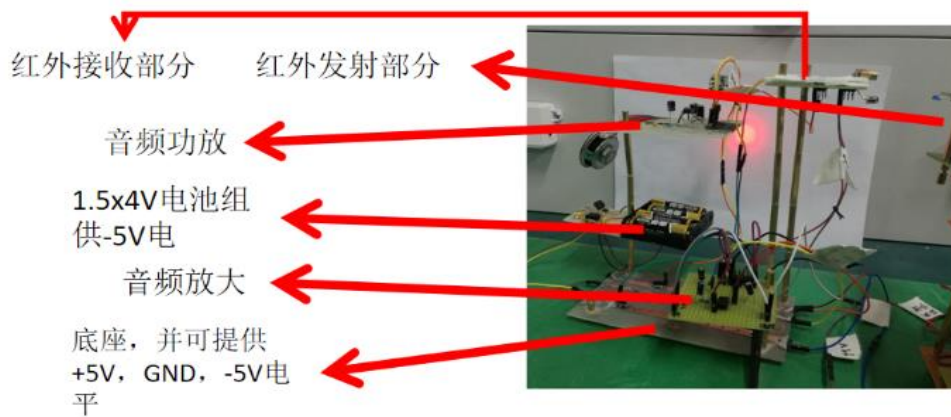 红外接收部分
红外发射部分
音频功放
1.5x4V电池组
供-5V电
音频放大
底座，并可提供
+5V，GND，-5V电
平